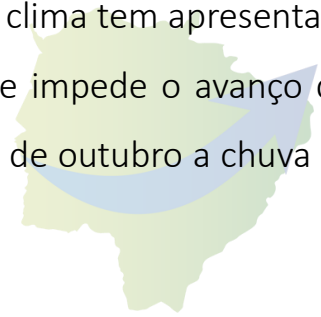 clima tem apresenta
e impede o avanço
de outubro a chuva